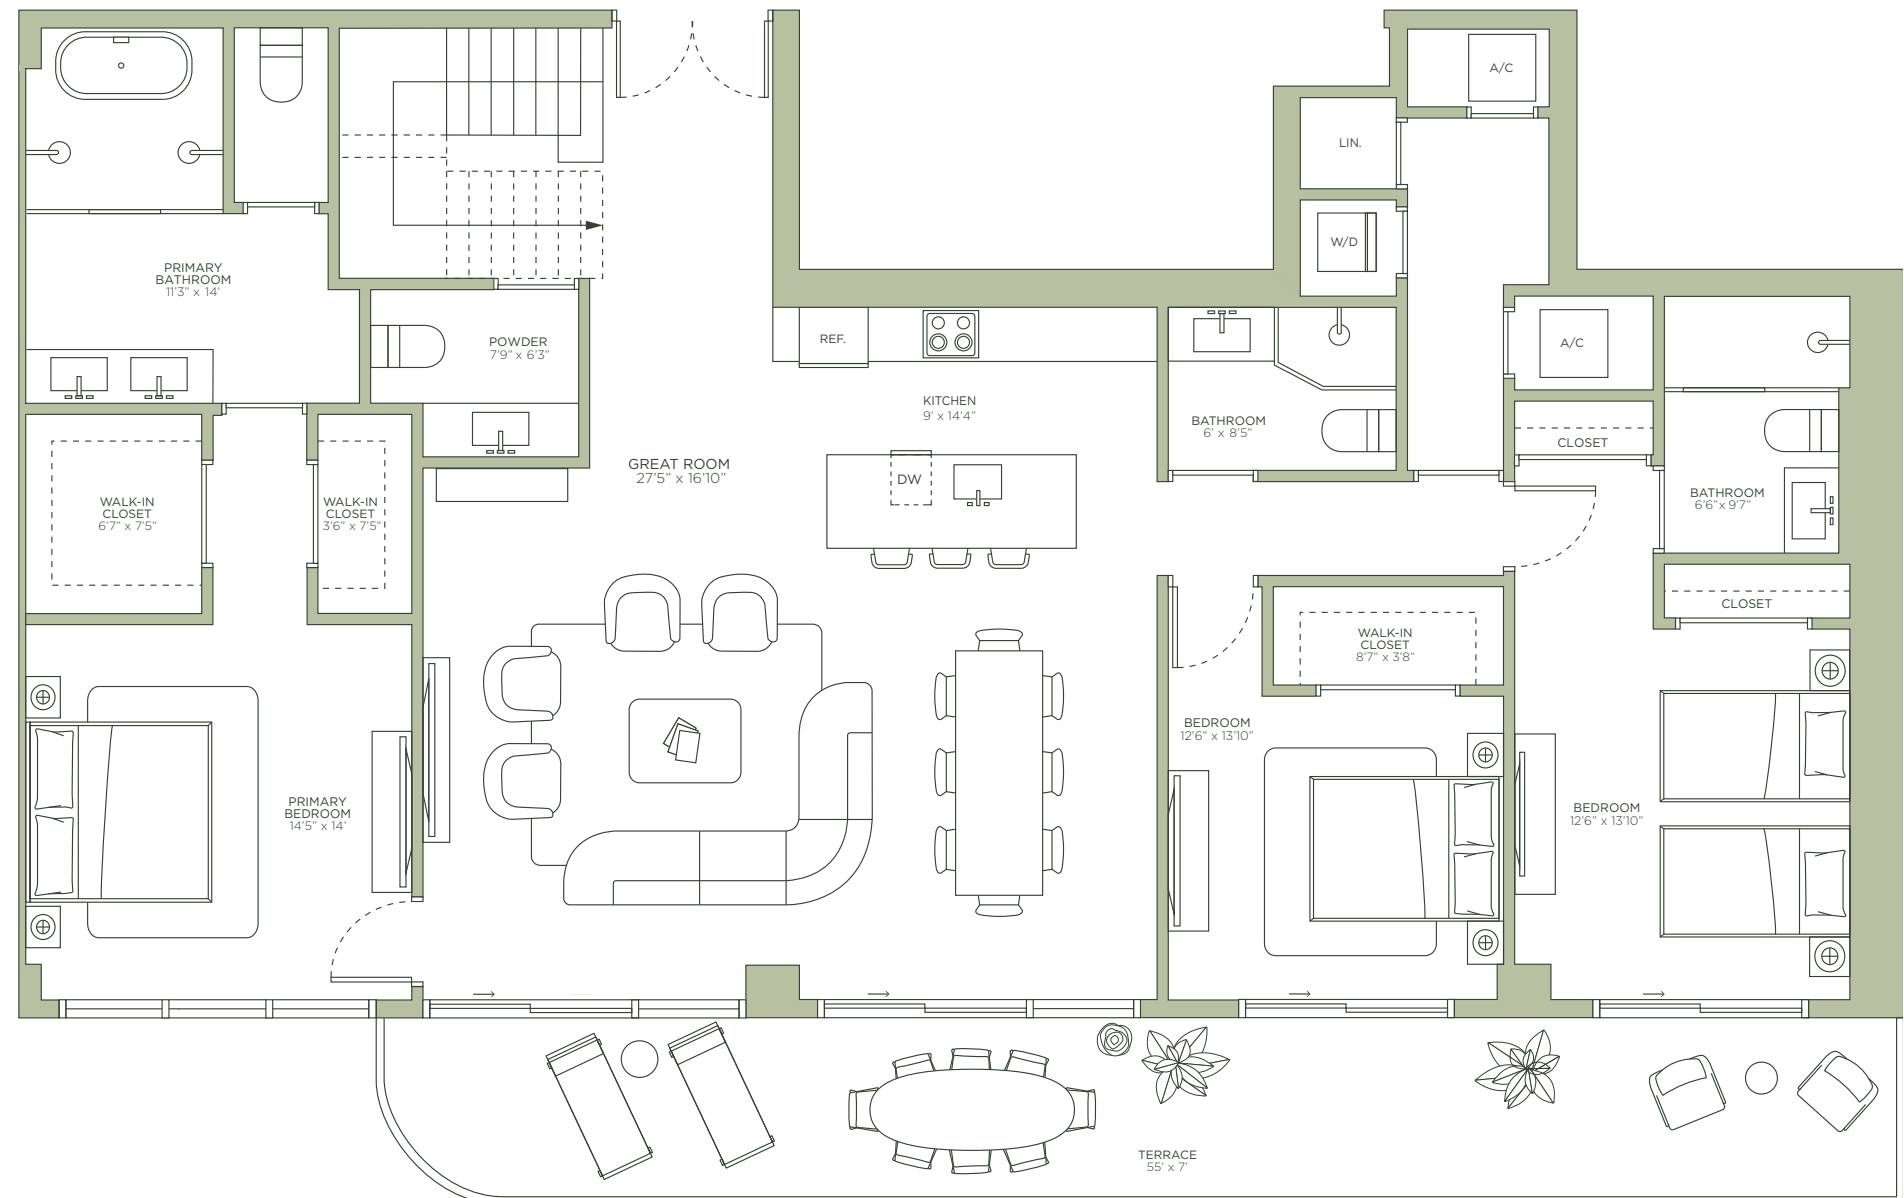 A/C
LIN.
W/D
PRIMARY
BATHROOM
11'3" x 14'
POWDER
7'9" x 6'3"
REF.
A/C
KITCHEN
9' x 14'4"
BATHROOM
6' x 8'5"
CLOSET
GREAT ROOM
27'5" x 16'10"
DW
WALK-IN
CLOSET
6'7" x 7'5"
WALK-IN
CLOSET
3'6" x 7'5"
BATHROOM
6'6"x 9'7"
CLOSET
WALK-IN
CLOSET
8'7" x 3'8"
BEDROOM
12'6" x 13'10"
PRIMARY
BEDROOM
14'5" x 14'
BEDROOM
12'6" x 13'10"
TERRACE
55' x 7'